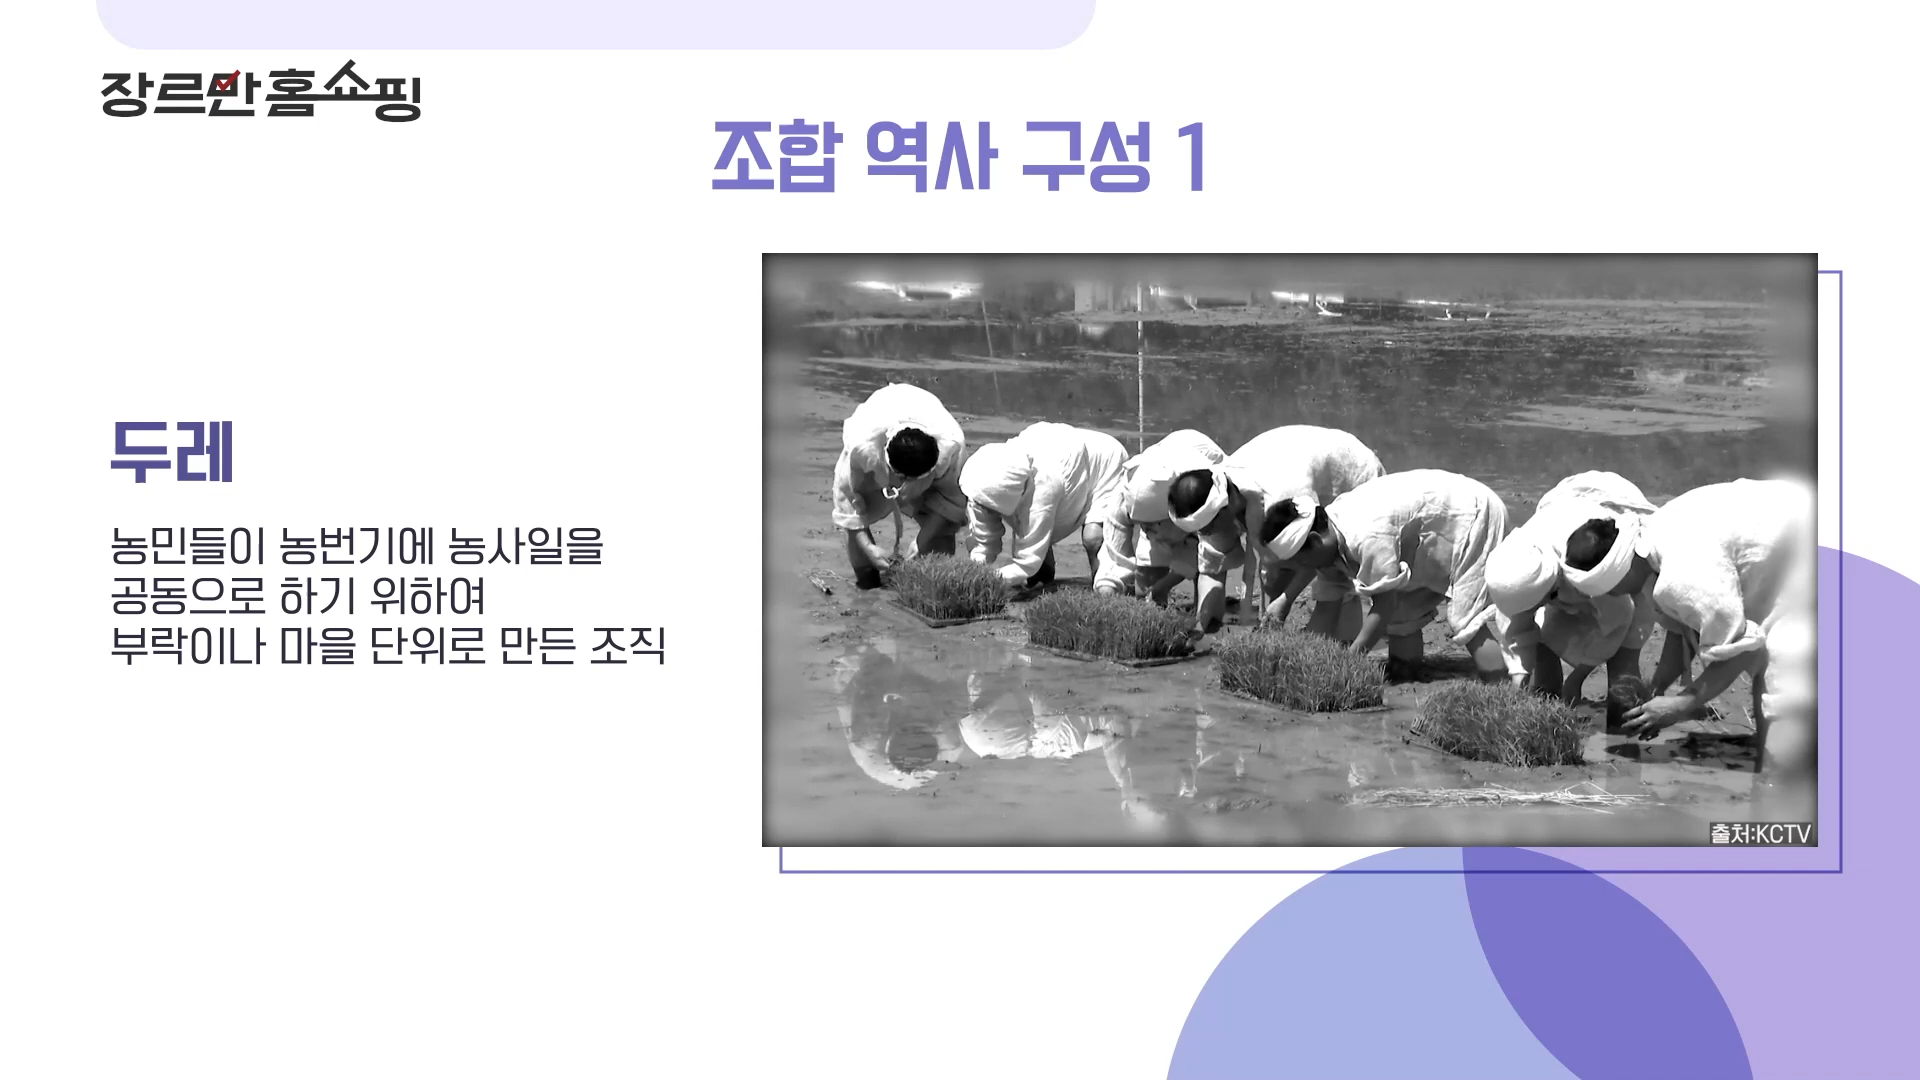 장르만 홈쇼핑
조합 역사 구성 1
두레
농민들이 농번기에 농사일을
공동으로 하기 위하여
부락이나 마을 단위로 만든 조직
출처:KCTV